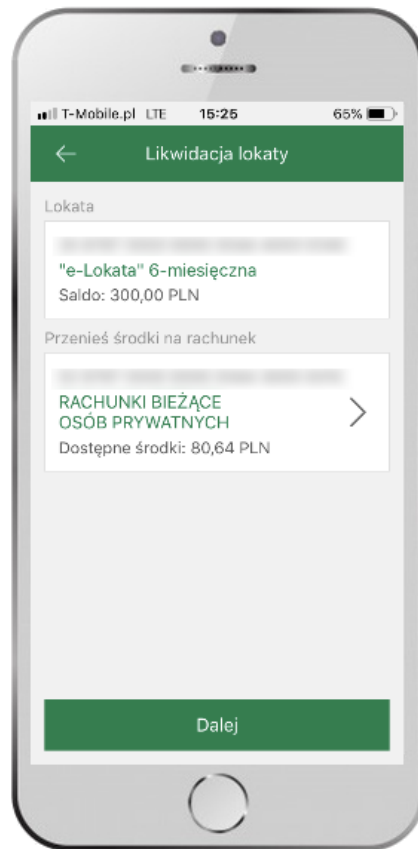 T-Mobile.pl LTE 15:25 65%
Likwidacja lokaty
Lokata
"e-Lokata" 6-miesięczna
Saldo: 300,00 PLN
Przenieś środki na rachunek
RACHUNKI BIEŻĄCE
OSÓB PRYWATNYCH
Dostępne środki: 80,64 PLN
Dalej